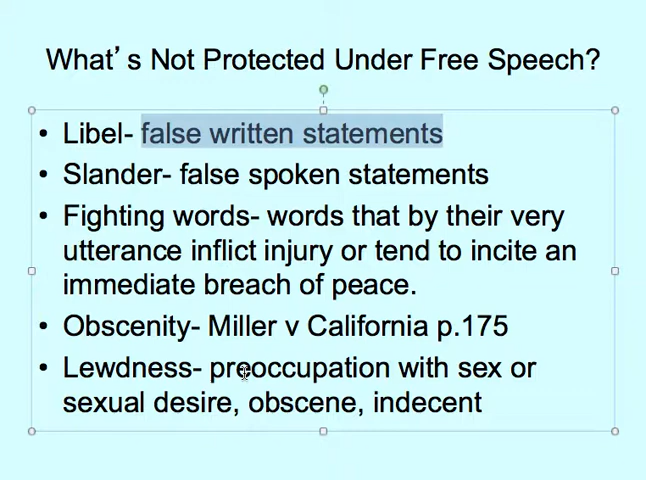 What's Not Protected Under Free Speech?
• Libel- false written statements
• Slander- false spoken statements
• Fighting words- words that by their very
utterance inflict injury or tend to incite an
immediate breach of peace.
• Obscenity- Miller v California p.175
• Lewdness- preoccupation with sex or
sexual desire, obscene, indecent